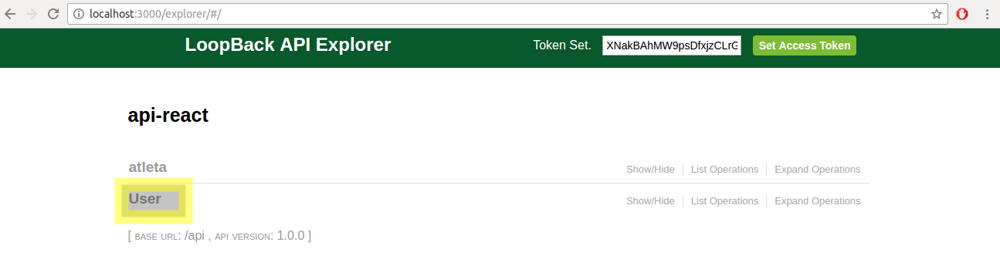 localhost:3000/explorer/#/
LoopBack API Explorer Token Set. XNakBAhMW9psDfxjzCLrG Set Access Token
api-react
atleta Show/Hide List Operations Expand Operations
User Show/Hide List Operations Expand Operations
[ BASE URL: /api , API VERSION: 1.0.0 ]